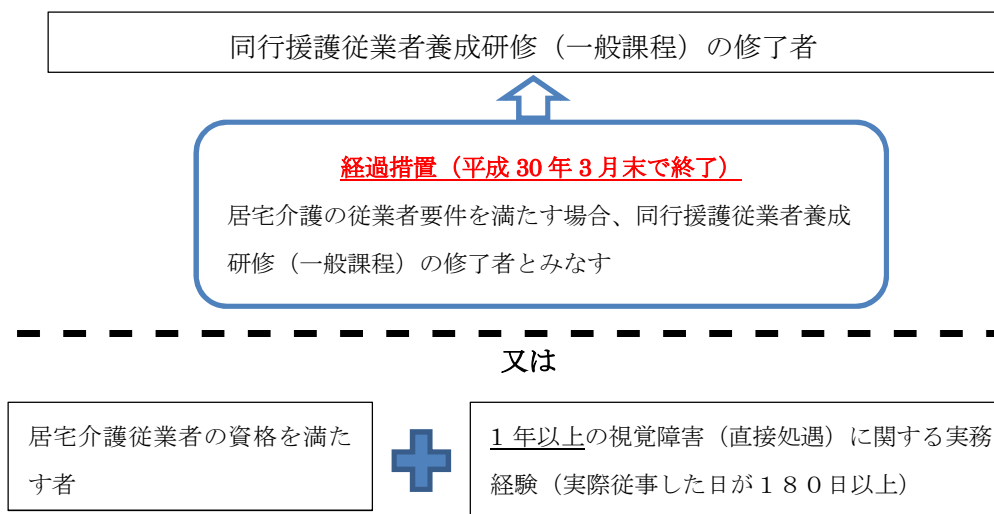 同行援護従業者養成研修（一般課程）の修了者
経過措置（平成 30 年 3 月末で終了）
居宅介護の従業者要件を満たす場合、同行援護従業者養成
研修（一般課程）の修了者とみなす
又は
居宅介護従業者の資格を満た
す者
1 年以上の視覚障害（直接処遇）に関する実務
経験（実際従事した日が１８０日以上）